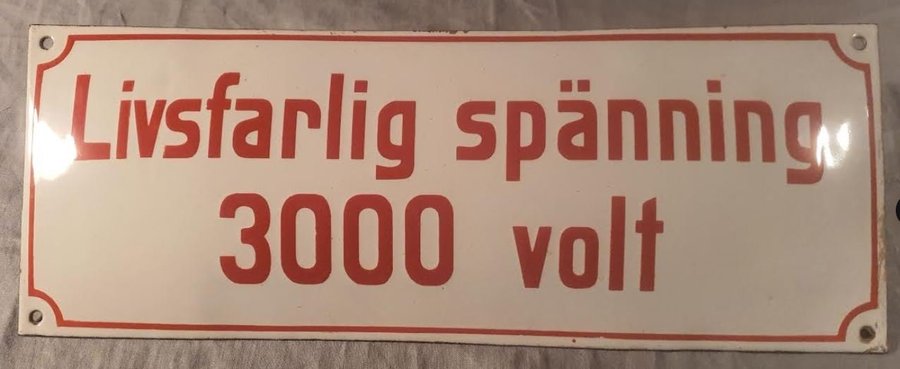 Livsfarlig spänning
3000 volt